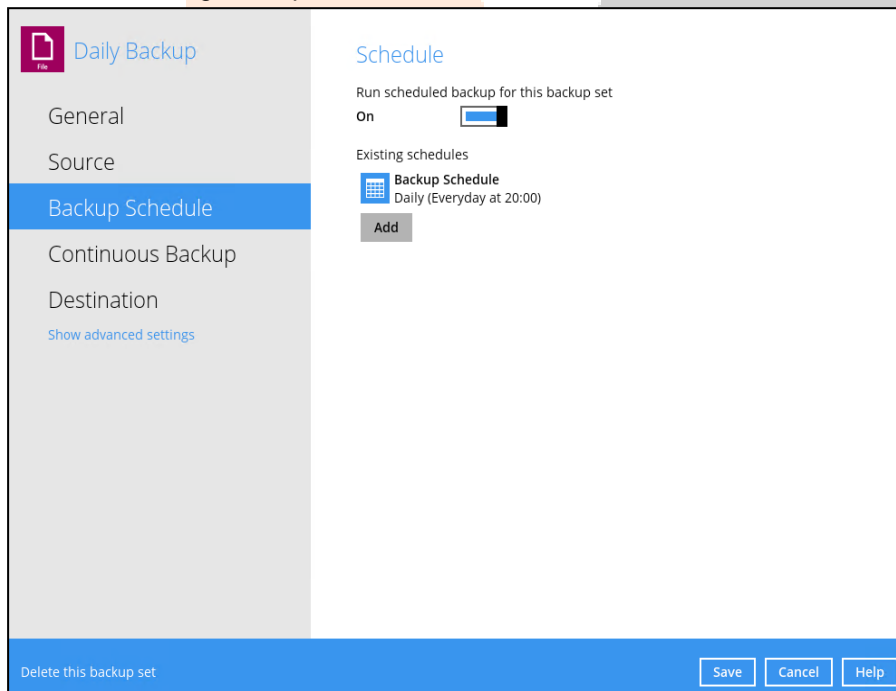 File
Daily Backup
General
Source
Backup Schedule
Continuous Backup
Destination
Show advanced settings
Schedule
Run scheduled backup for this backup set
On
Existing schedules
Backup Schedule
Daily (Everyday at 20:00)
Add
Delete this backup set
Save
Cancel
Help